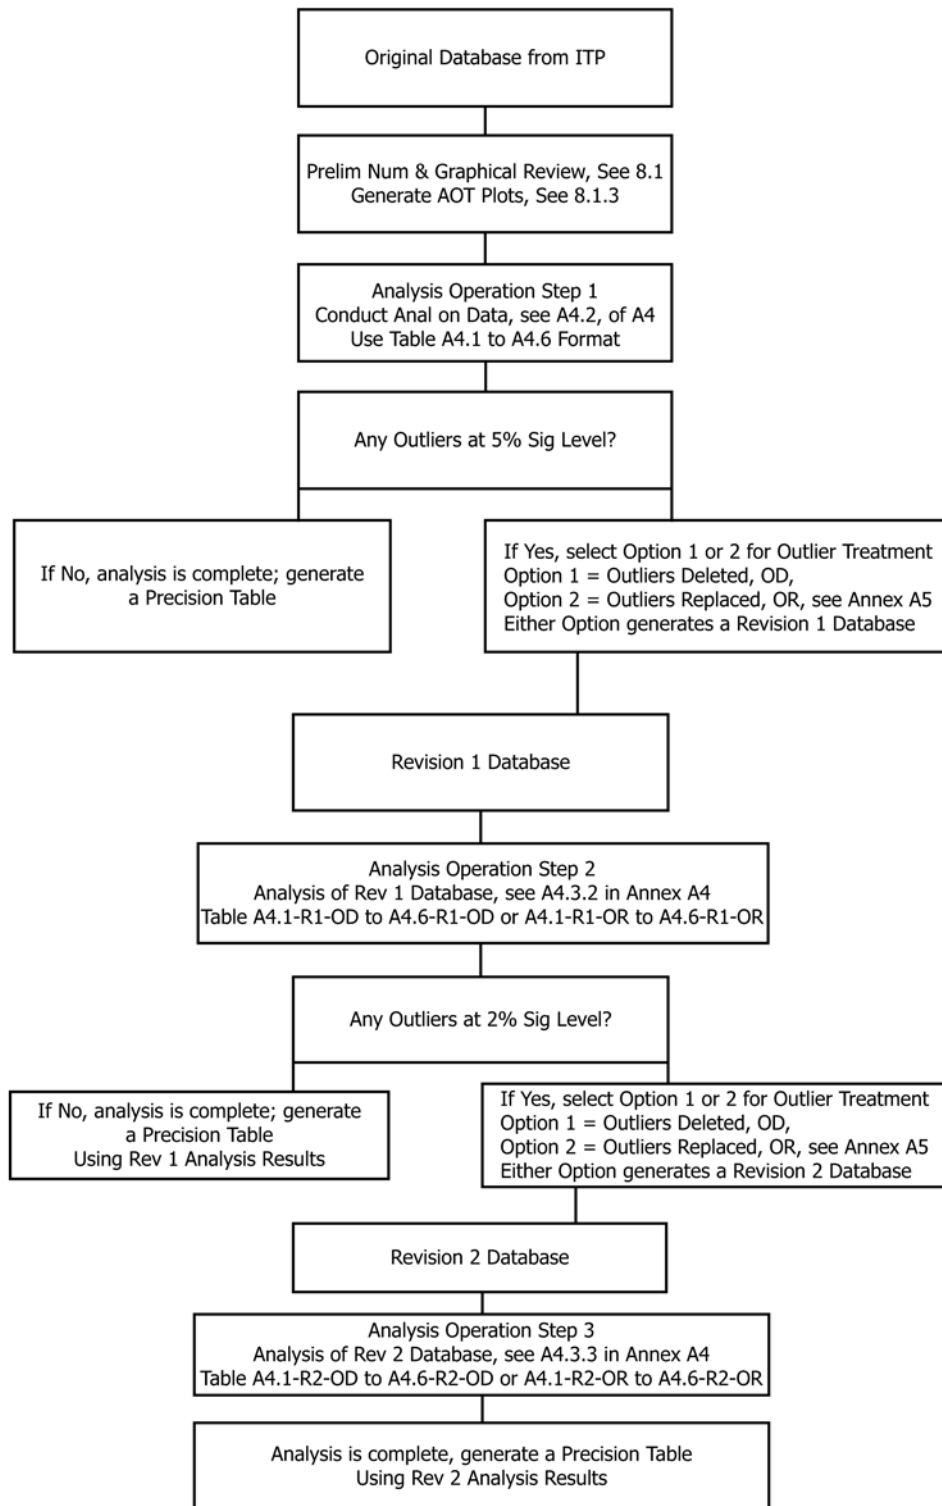 Original Database from ITP
Prelim Num & Graphical Review, See 8.1
Generate AOT Plots, See 8.1.3
Analysis Operation Step 1
Conduct Anal on Data, see A4.2, of A4
Use Table A4.1 to A4.6 Format
Any Outliers at 5% Sig Level?
If No, analysis is complete; generate
a Precision Table
If Yes, select Option 1 or 2 for Outlier Treatment
Option 1 = Outliers Deleted, OD,
Option 2 = Outliers Replaced, OR, see Annex A5
Either Option generates a Revision 1 Database
Revision 1 Database
Analysis Operation Step 2
Analysis of Rev 1 Database, see A4.3.2 in Annex A4
Table A4.1-R1-OD to A4.6-R1-OD or A4.1-R1-OR to A4.6-R1-OR
Any Outliers at 2% Sig Level?
If No, analysis is complete; generate
a Precision Table
Using Rev 1 Analysis Results
If Yes, select Option 1 or 2 for Outlier Treatment
Option 1 = Outliers Deleted, OD,
Option 2 = Outliers Replaced, OR, see Annex A5
Either Option generates a Revision 2 Database
Revision 2 Database
Analysis Operation Step 3
Analysis of Rev 2 Database, see A4.3.3 in Annex A4
Table A4.1-R2-OD to A4.6-R2-OD or A4.1-R2-OR to A4.6-R2-OR
Analysis is complete, generate a Precision Table
Using Rev 2 Analysis Results